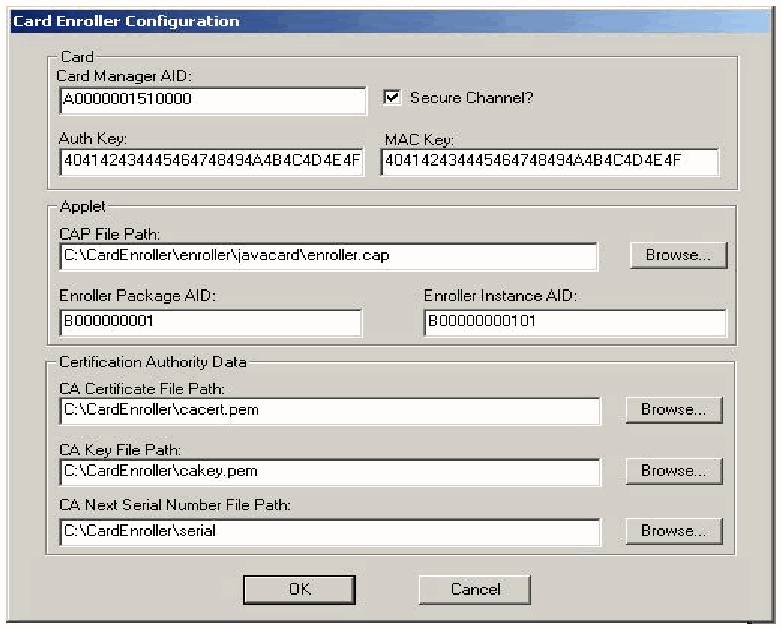 Card Enroller Configuration
Card
Card Manager AID:
A0000001510000
Secure Channel?
Auth Key: MAC Key:
404142434445464748494A4B4C4D4E4F 404142434445464748494A4B4C4D4E4F
Applet
CAP File Path:
C:\CardEnroller\enroller\javacard\enroller.cap Browse...
Enroller Package AID: Enroller Instance AID:
B000000001 B00000000101
Certification Authority Data
CA Certificate File Path:
C:\CardEnroller\cacert.pem Browse...
CA Key File Path:
C:\CardEnroller\cakey.pem Browse...
CA Next Serial Number File Path:
C:\CardEnroller\serial Browse...
OK Cancel